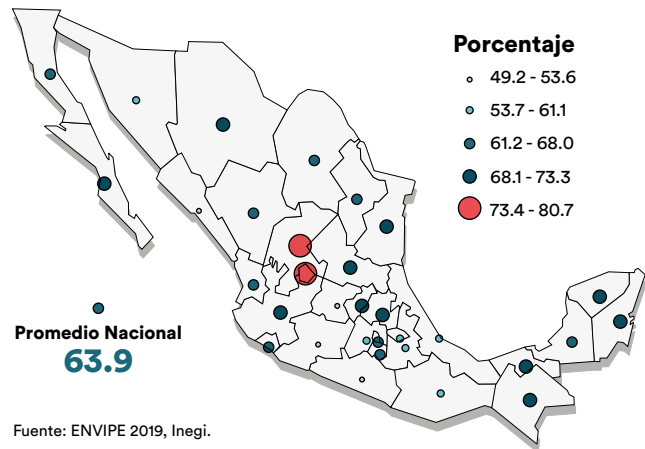 Porcentaje
49.2 - 53.6
53.7 - 61.1
61.2 - 68.0
68.1 - 73.3
73.4 - 80.7
Promedio Nacional
63.9
Fuente: ENVIPE 2019, Inegi.